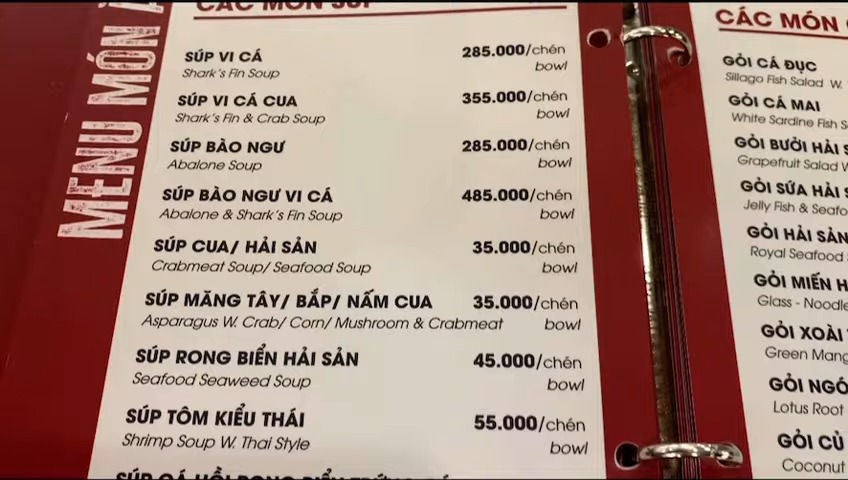 MENU MÓN
CÁC MÓN SÚP
SÚP VI CÁ 285.000/chén
Shark's Fin Soup bowl
SÚP VI CÁ CUA 355.000/chén
Shark's Fin & Crab Soup bowl
SÚP BÀO NGƯ 285.000/chén
Abalone Soup bowl
SÚP BÀO NGƯ VI CÁ 485.000/chén
Abalone & Shark's Fin Soup bowl
SÚP CUA/ HẢI SẢN 35.000/chén
Crabmeat Soup/ Seafood Soup bowl
SÚP MĂNG TÂY/ BẮP/ NẤM CUA 35.000/chén
Asparagus W. Crab/ Corn/ Mushroom & Crabmeat bowl
SÚP RONG BIỂN HẢI SẢN 45.000/chén
Seafood Seaweed Soup bowl
SÚP TÔM KIỂU THÁI 55.000/chén
Shrimp Soup W. Thai Style bowl
CÁC MÓN
GỎI CÁ ĐỤC
Sillago Fish Salad W.
GỎI CÁ MAI
White Sardine Fish
GỎI BƯỞI HẢI
Grapefruit Salad
GỎI SỨA HẢI
Jelly Fish &
GỎI HẢI SẢN
Royal Seafood
GỎI MIẾN
Glass - Noodle
GỎI XOÀI
Green
GỎI
Lotus Root
GỎI CỦ
Coconut